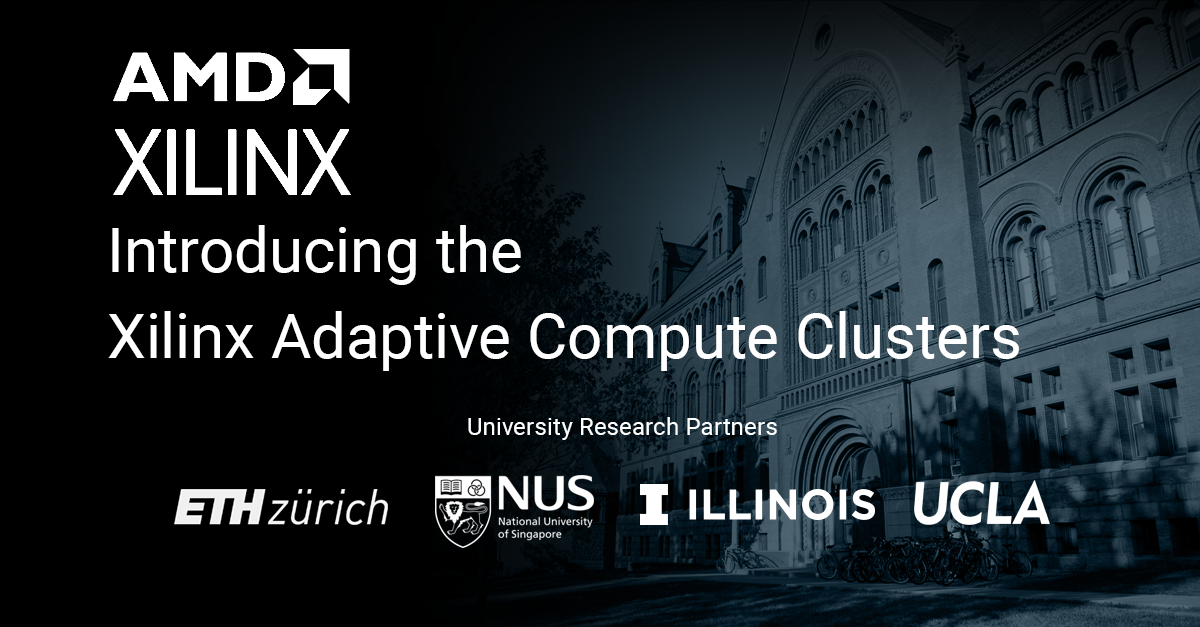 AMD
XILINX
Introducing the
Xilinx Adaptive Compute Clusters
University Research Partners
ETH zürich
NUS
National University
of Singapore
I ILLINOIS
UCLA